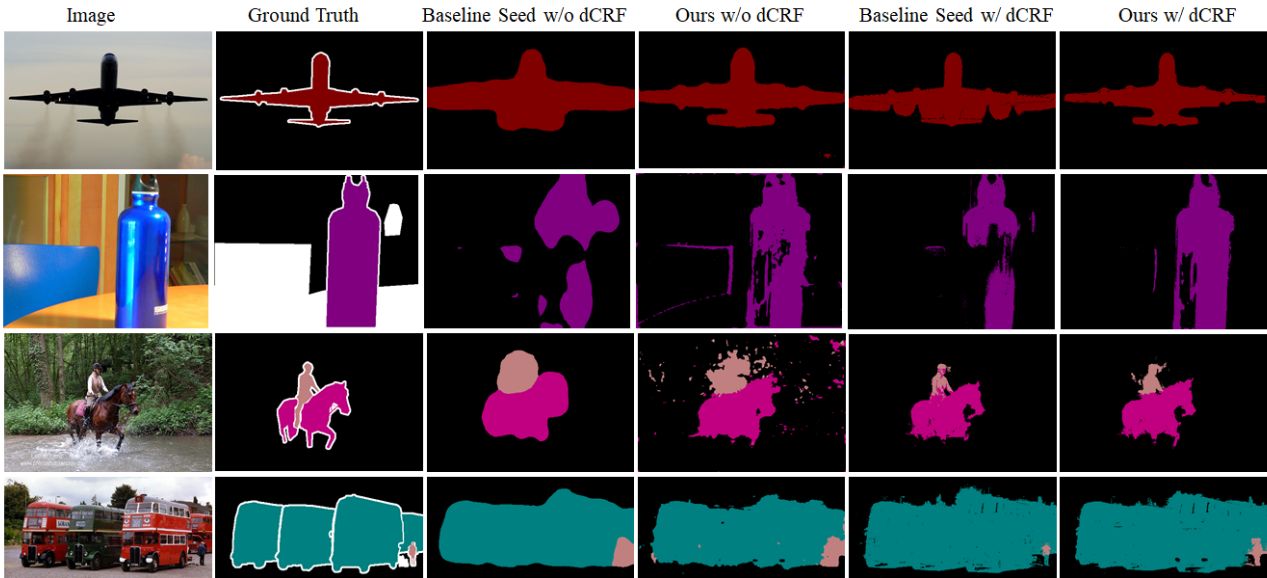 Image
Ground Truth
Baseline Seed w/o dCRF
Ours w/o dCRF
Baseline Seed w/ dCRF
Ours w/ dCRF